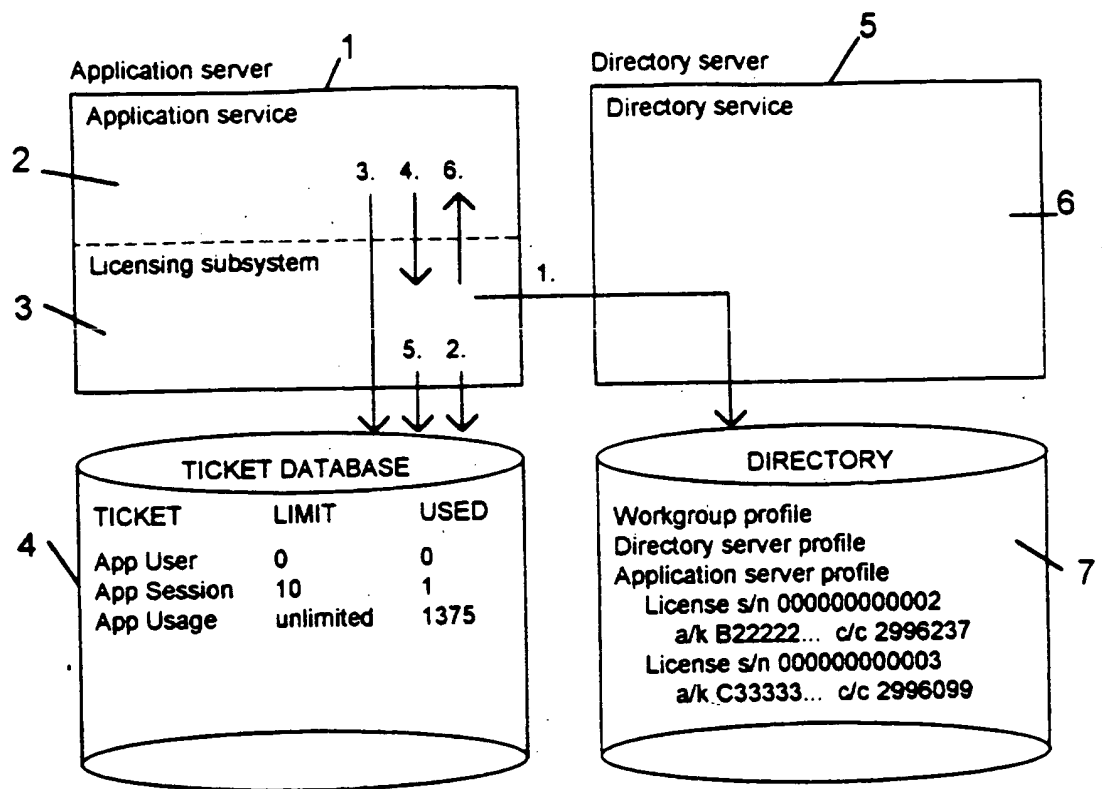 1
5
Application server
Directory server
Application service
Directory service
2
3. 4. 6.
6
Licensing subsystem
1.
3
5. 2.
TICKET DATABASE
DIRECTORY
TICKET LIMIT USED
App User 0 0
App Session 10 1
App Usage unlimited 1375
4
Workgroup profile
Directory server profile
Application server profile
License s/n 000000000002
a/k B22222... c/c 2996237
License s/n 000000000003
a/k C33333... c/c 2996099
7